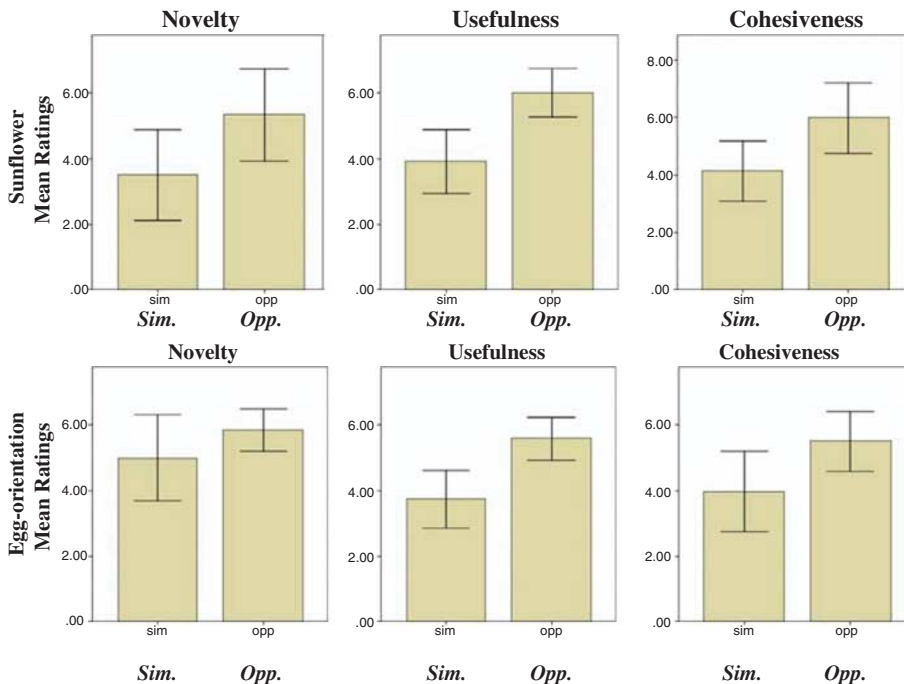 Novelty Usefulness Cohesiveness
Sunflower
Mean Ratings
6.00
4.00
2.00
.00
sim opp
Sim. Opp.
6.00
4.00
2.00
.00
sim opp
Sim. Opp.
8.00
6.00
4.00
2.00
.00
sim opp
Sim. Opp.
Novelty Usefulness Cohesiveness
Egg-orientation
Mean Ratings
6.00
4.00
2.00
.00
sim opp
Sim. Opp.
6.00
4.00
2.00
.00
sim opp
Sim. Opp.
6.00
4.00
2.00
.00
sim opp
Sim. Opp.